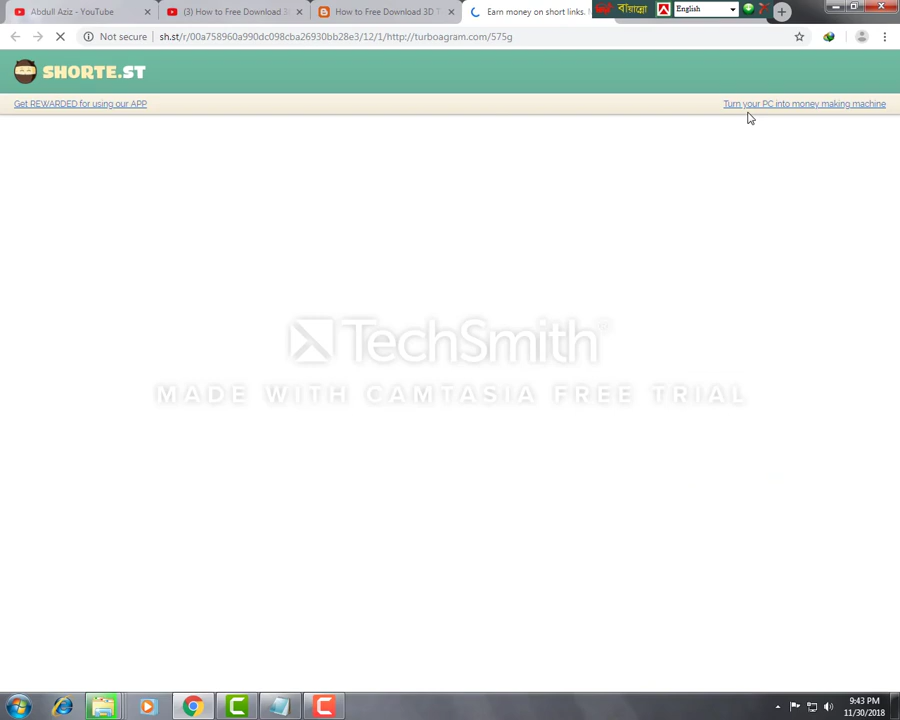 Abdull Aziz - YouTube
(3) How to Free Download 3
How to Free Download 3D T
Earn money on short links.
বাংলা
English
Not secure
sh.st/r/00a758960a990dc098cba26930bb28e3/12/1/http://turboagram.com/575g
SHORTE.ST
Get REWARDED for using our APP
Turn your PC into money making machine
TechSmith®
MADE WITH CAMTASIA FREE TRIAL
9:43 PM
11/30/2018